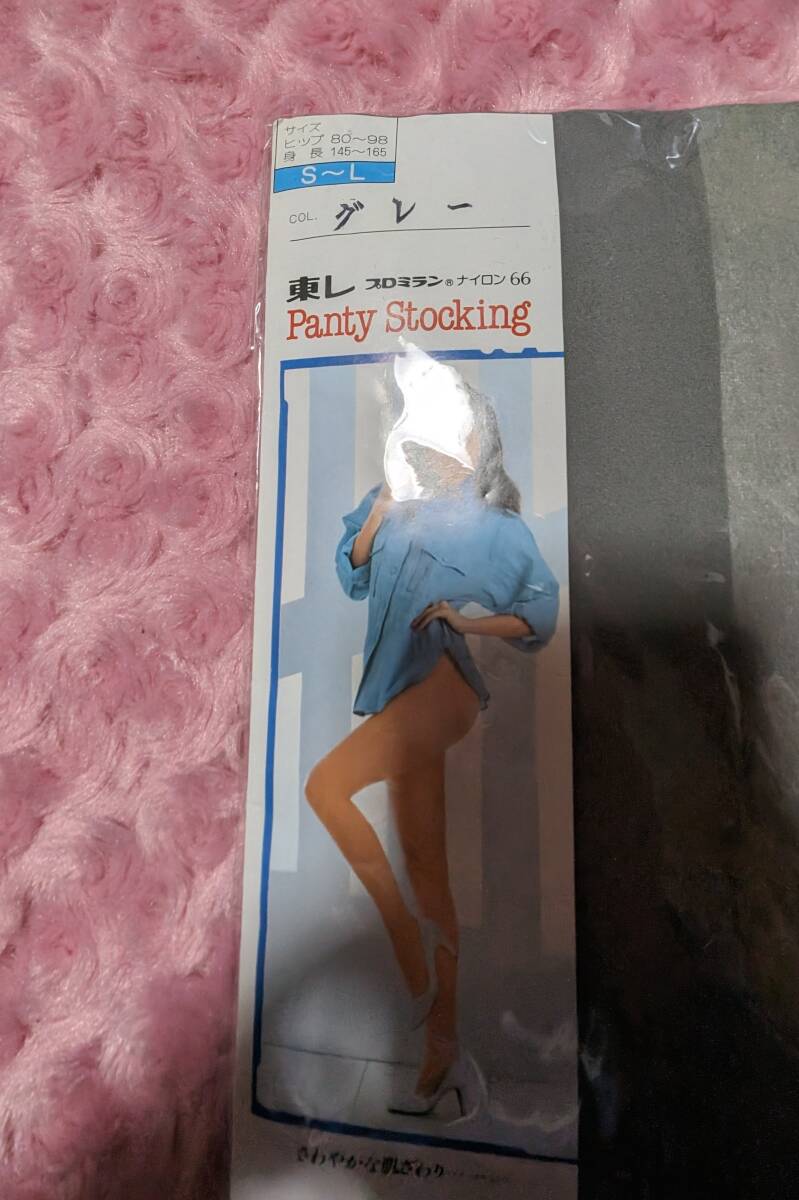 サイズ
ヒップ 80〜98
身長 145〜165
S〜L
COL. グレー
東レ プロミラン® ナイロン66
Panty Stocking
さわやかな肌ざわり……